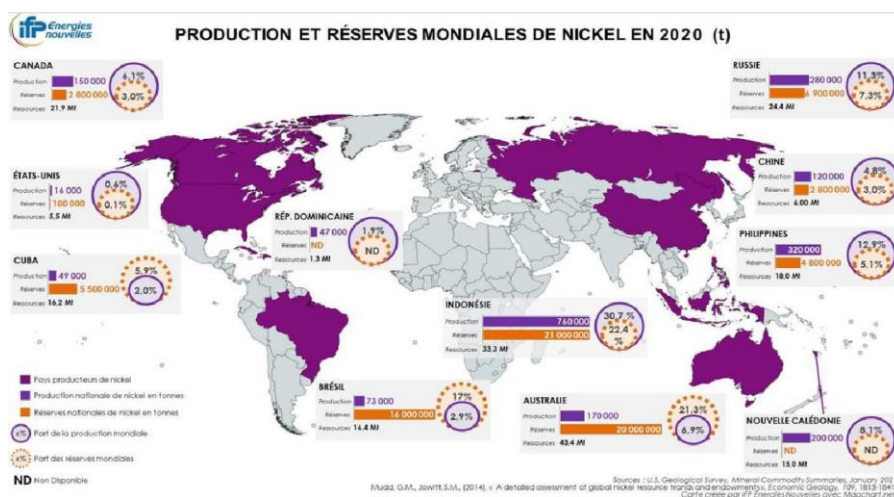 ifp Énergies
nouvelles
PRODUCTION ET RÉSERVES MONDIALES DE NICKEL EN 2020 (t)
CANADA
Production 150 000 6,1%
Réserves 2 800 000 3,0%
Ressources 21.9 Mt
RUSSIE
Production 280 000 11,3%
Réserves 6 900 000 7,3%
Ressources 24.4 Mt
ÉTATS-UNIS
Production 16 000 0,6%
Réserves 100 000 0,1%
Ressources 5,5 Mt
CHINE
Production 120 000 4,8%
Réserves 2 800 000 3,0%
Ressources 6.00 Mt
RÉP. DOMINICAINE
Production 47 000 1,9%
Réserves ND ND
Ressources 1.3 Mt
PHILIPPINES
Production 320 000 12,9%
Réserves 4 800 000 5,1%
Ressources 18.0 Mt
CUBA
Production 49 000 5,9%
Réserves 5 500 000 2,0%
Ressources 16.2 Mt
INDONÉSIE
Production 760 000 30,7 %
Réserves 21 000 000 22,4
%
Ressources 33.3 Mt
BRÉSIL
Production 73 000 17%
Réserves 16 000 000 2,9%
Ressources 16.4 Mt
AUSTRALIE
Production 170 000 21,3%
Réserves 20 000 000 6,9%
Ressources 43.4 Mt
NOUVELLE CALÉDONIE
Production 200 000 8,1%
Réserves ND ND
Ressources 15.0 Mt
Pays producteurs de nickel
Production nationale de nickel en tonnes
Réserves nationales de nickel en tonnes
x% Part de la production mondiale
x% Part des réserves mondiales
ND Non Disponible
Sources : U.S. Geological Survey, Mineral Commodity Summaries, January
Mudd, G.M., Jowitt, S.M., (2014), « A detailed assessment of global nickel resource trends and endowments», Economic Geology, 109,
Carte créée par IFP Energies Nouvelles avec Mapchart